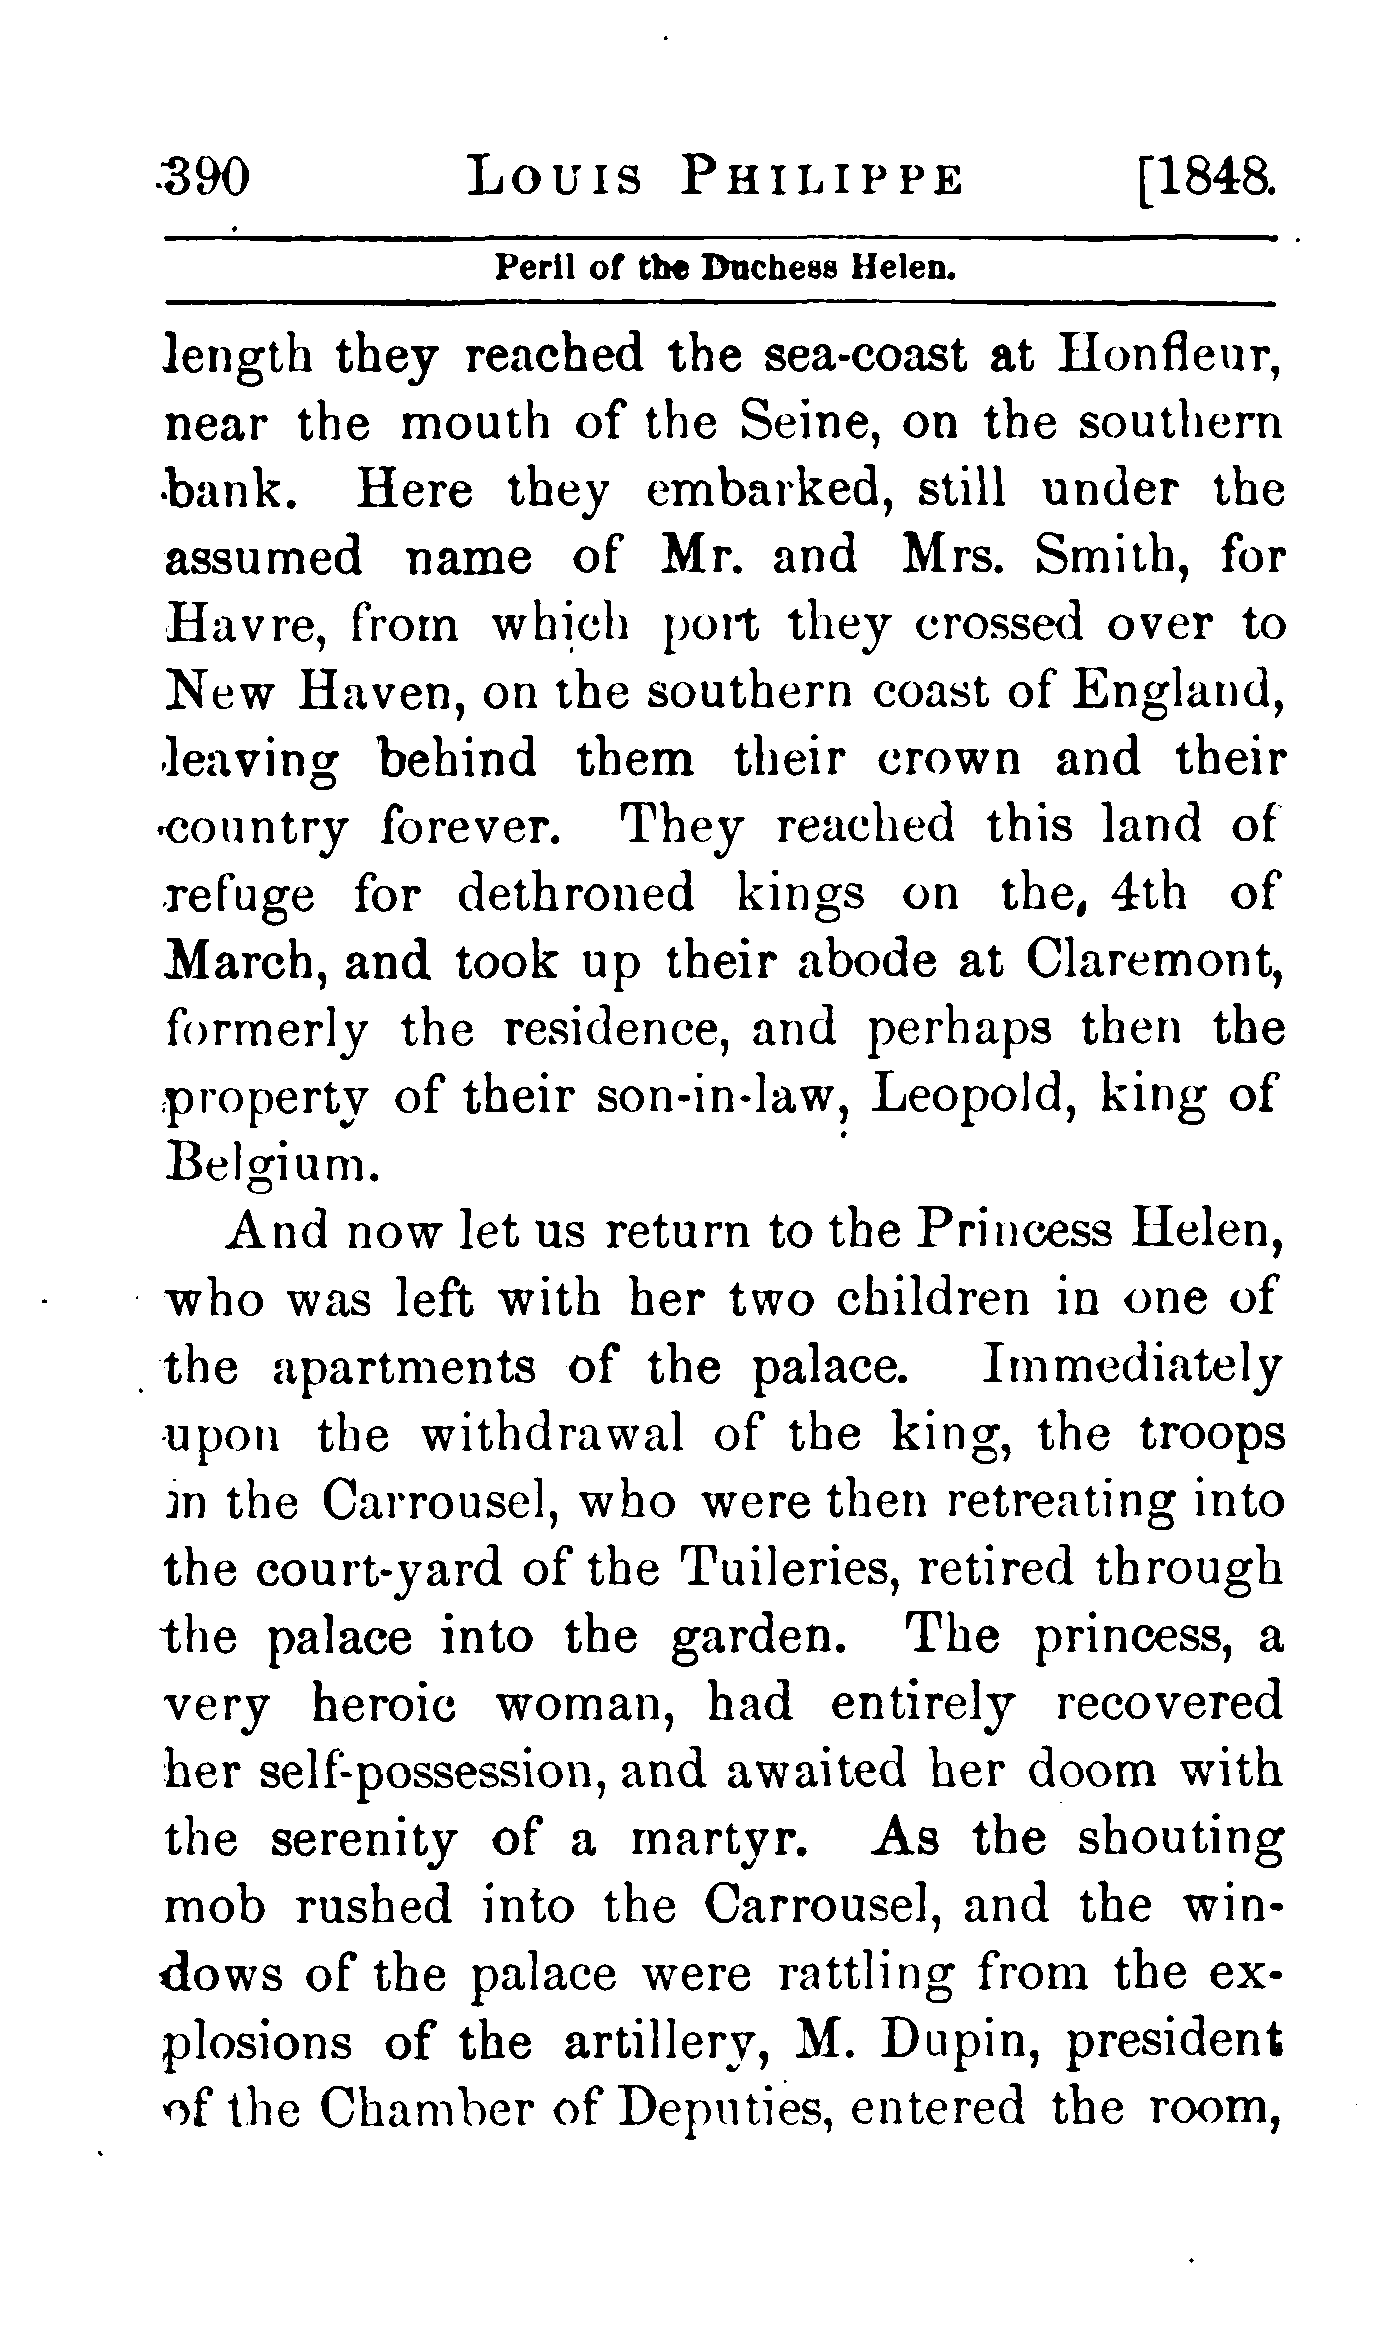 390 LOUIS PHILIPPE [1848.
Peril of the Duchess Helen.
length they reached the sea-coast at Honfleur,
near the mouth of the Seine, on the southern
bank. Here they embarked, still under the
assumed name of Mr. and Mrs. Smith, for
Havre, from which port they crossed over to
New Haven, on the southern coast of England,
leaving behind them their crown and their
country forever. They reached this land of
refuge for dethroned kings on the, 4th of
March, and took up their abode at Claremont,
formerly the residence, and perhaps then the
property of their son-in-law, Leopold, king of
Belgium.
And now let us return to the Princess Helen,
who was left with her two children in one of
the apartments of the palace. Immediately
upon the withdrawal of the king, the troops
in the Carrousel, who were then retreating into
the court-yard of the Tuileries, retired through
the palace into the garden. The princess, a
very heroic woman, had entirely recovered
her self-possession, and awaited her doom with
the serenity of a martyr. As the shouting
mob rushed into the Carrousel, and the win-
dows of the palace were rattling from the ex-
plosions of the artillery, M. Dupin, president
of the Chamber of Deputies, entered the room,